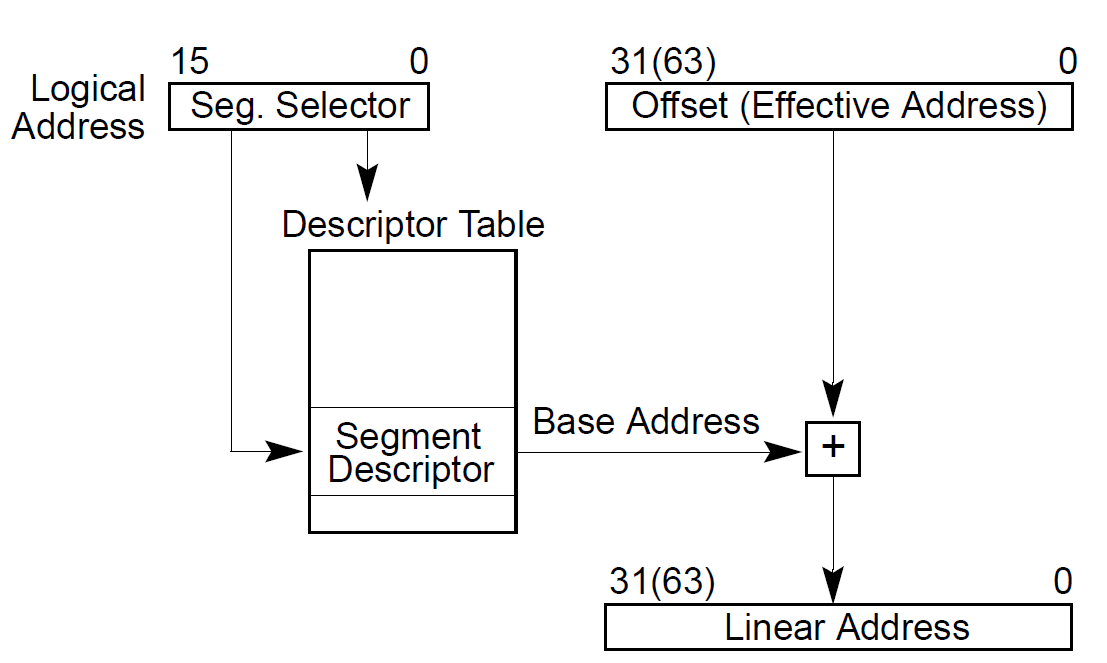 15 0 31(63) 0
Logical
Address
Seg. Selector
Offset (Effective Address)
Descriptor Table
Segment
Descriptor
Base Address
+
31(63) 0
Linear Address